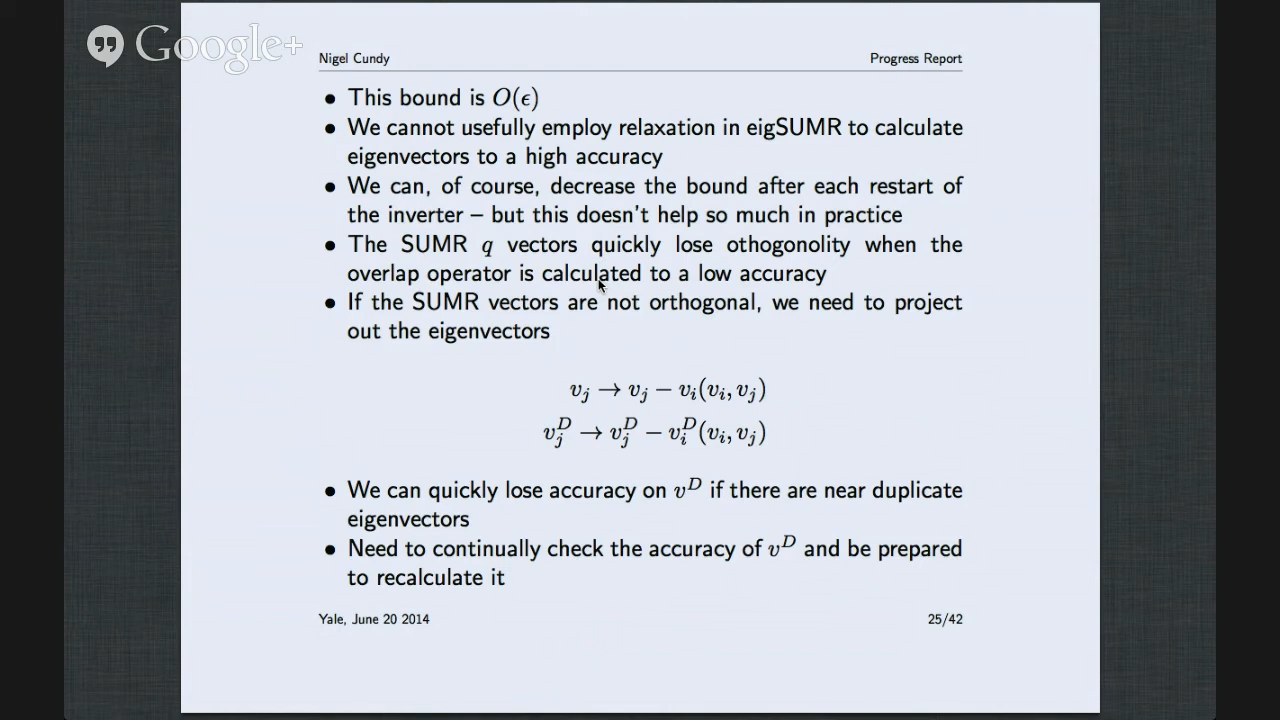 Google+
Nigel Cundy Progress Report
• This bound is O(ϵ)
• We cannot usefully employ relaxation in eigSUMR to calculate
eigenvectors to a high accuracy
• We can, of course, decrease the bound after each restart of
the inverter – but this doesn't help so much in practice
• The SUMR q vectors quickly lose othogonolity when the
overlap operator is calculated to a low accuracy
• If the SUMR vectors are not orthogonal, we need to project
out the eigenvectors
v_j → v_j − v_i(v_i, v_j)
v_j^D → v_j^D − v_i^D(v_i, v_j)
• We can quickly lose accuracy on v^D if there are near duplicate
eigenvectors
• Need to continually check the accuracy of v^D and be prepared
to recalculate it
Yale, June 20 2014 25/42